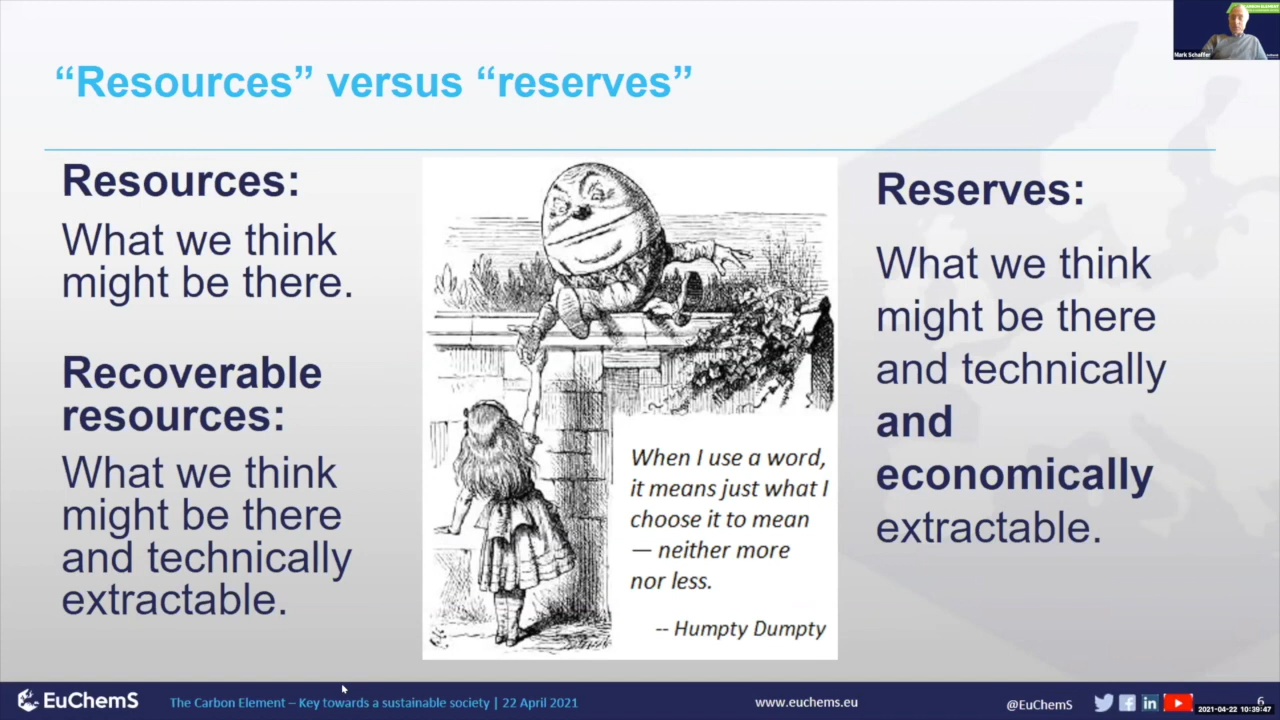 “Resources” versus “reserves”
Resources:
What we think
might be there.
Recoverable
resources:
What we think
might be there
and technically
extractable.
When I use a word,
it means just what I
choose it to mean
— neither more
nor less.
-- Humpty Dumpty
Reserves:
What we think
might be there
and technically
and
economically
extractable.
Mark Schaffer
EuChemS
The Carbon Element – Key towards a sustainable society | 22 April 2021
www.euchems.eu
@EuChemS
6
2021-04-22 10:39:47